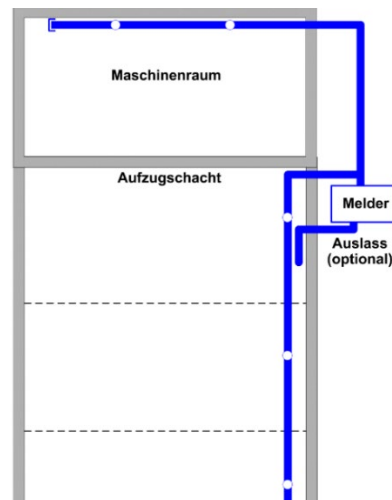 Maschinenraum
Aufzugschacht
Melder
Auslass
(optional)